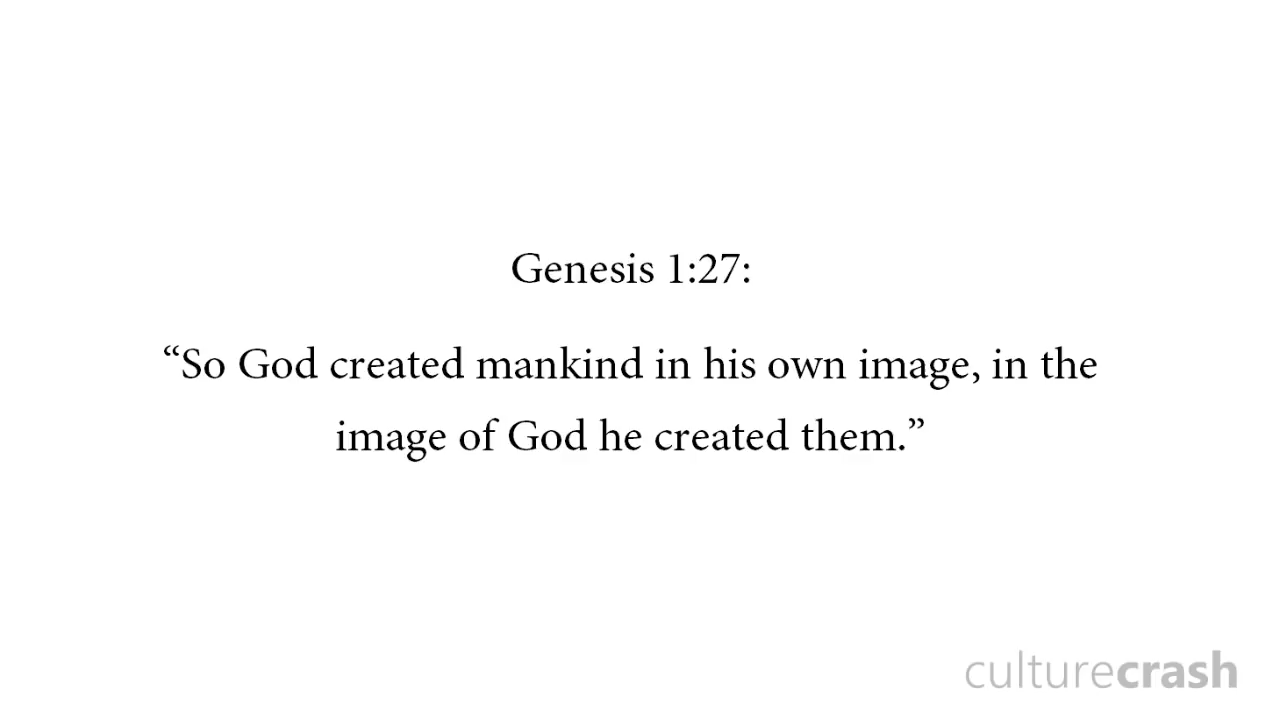 Genesis 1:27:
“So God created mankind in his own image, in the
image of God he created them.”
culturecrash